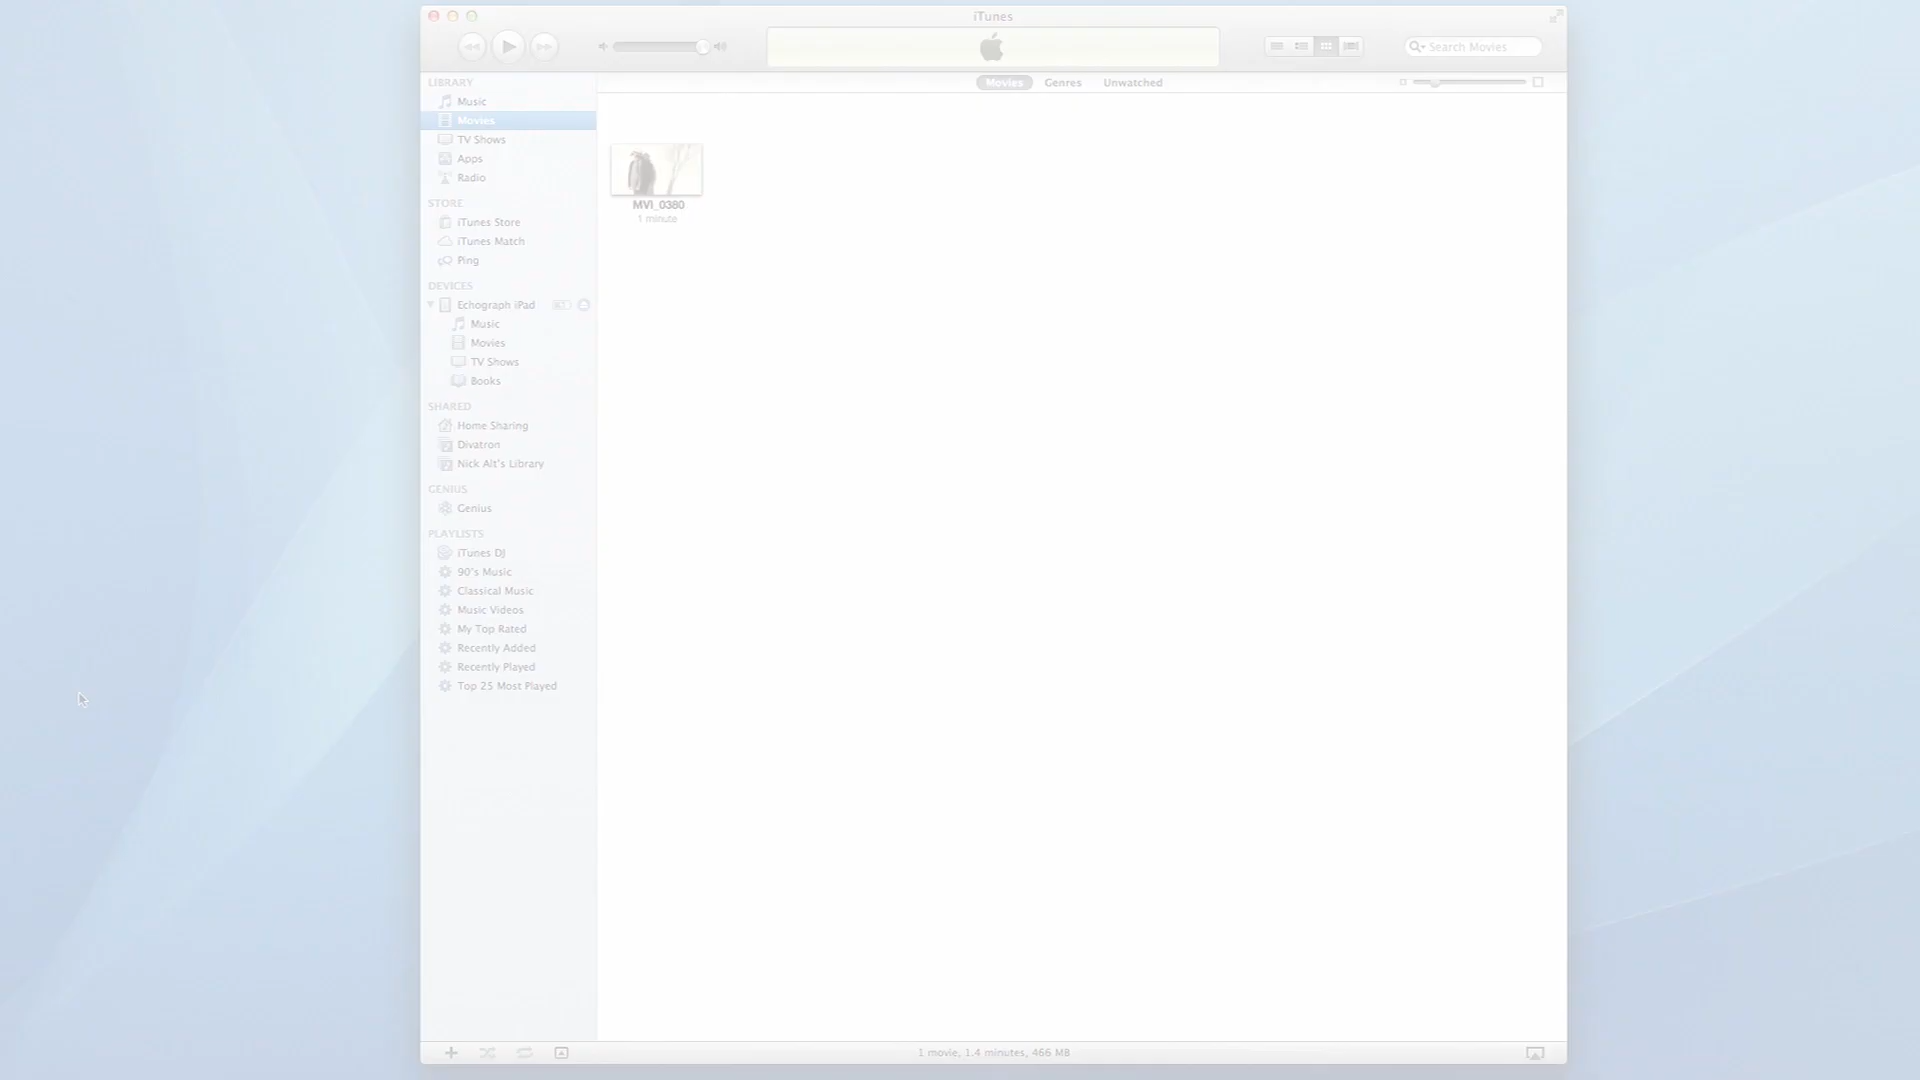 iTunes
Search Movies
LIBRARY
Movies Genres Unwatched
Music
Movies
TV Shows
Apps
Radio
STORE
iTunes Store
iTunes Match
Ping
DEVICES
Echograph iPad
Music
Movies
TV Shows
Books
SHARED
Home Sharing
Divatron
Nick Alt's Library
GENIUS
Genius
PLAYLISTS
iTunes DJ
90's Music
Classical Music
Music Videos
My Top Rated
Recently Added
Recently Played
Top 25 Most Played
MVI_0380
1 minute
1 movie, 1.4 minutes, 466 MB